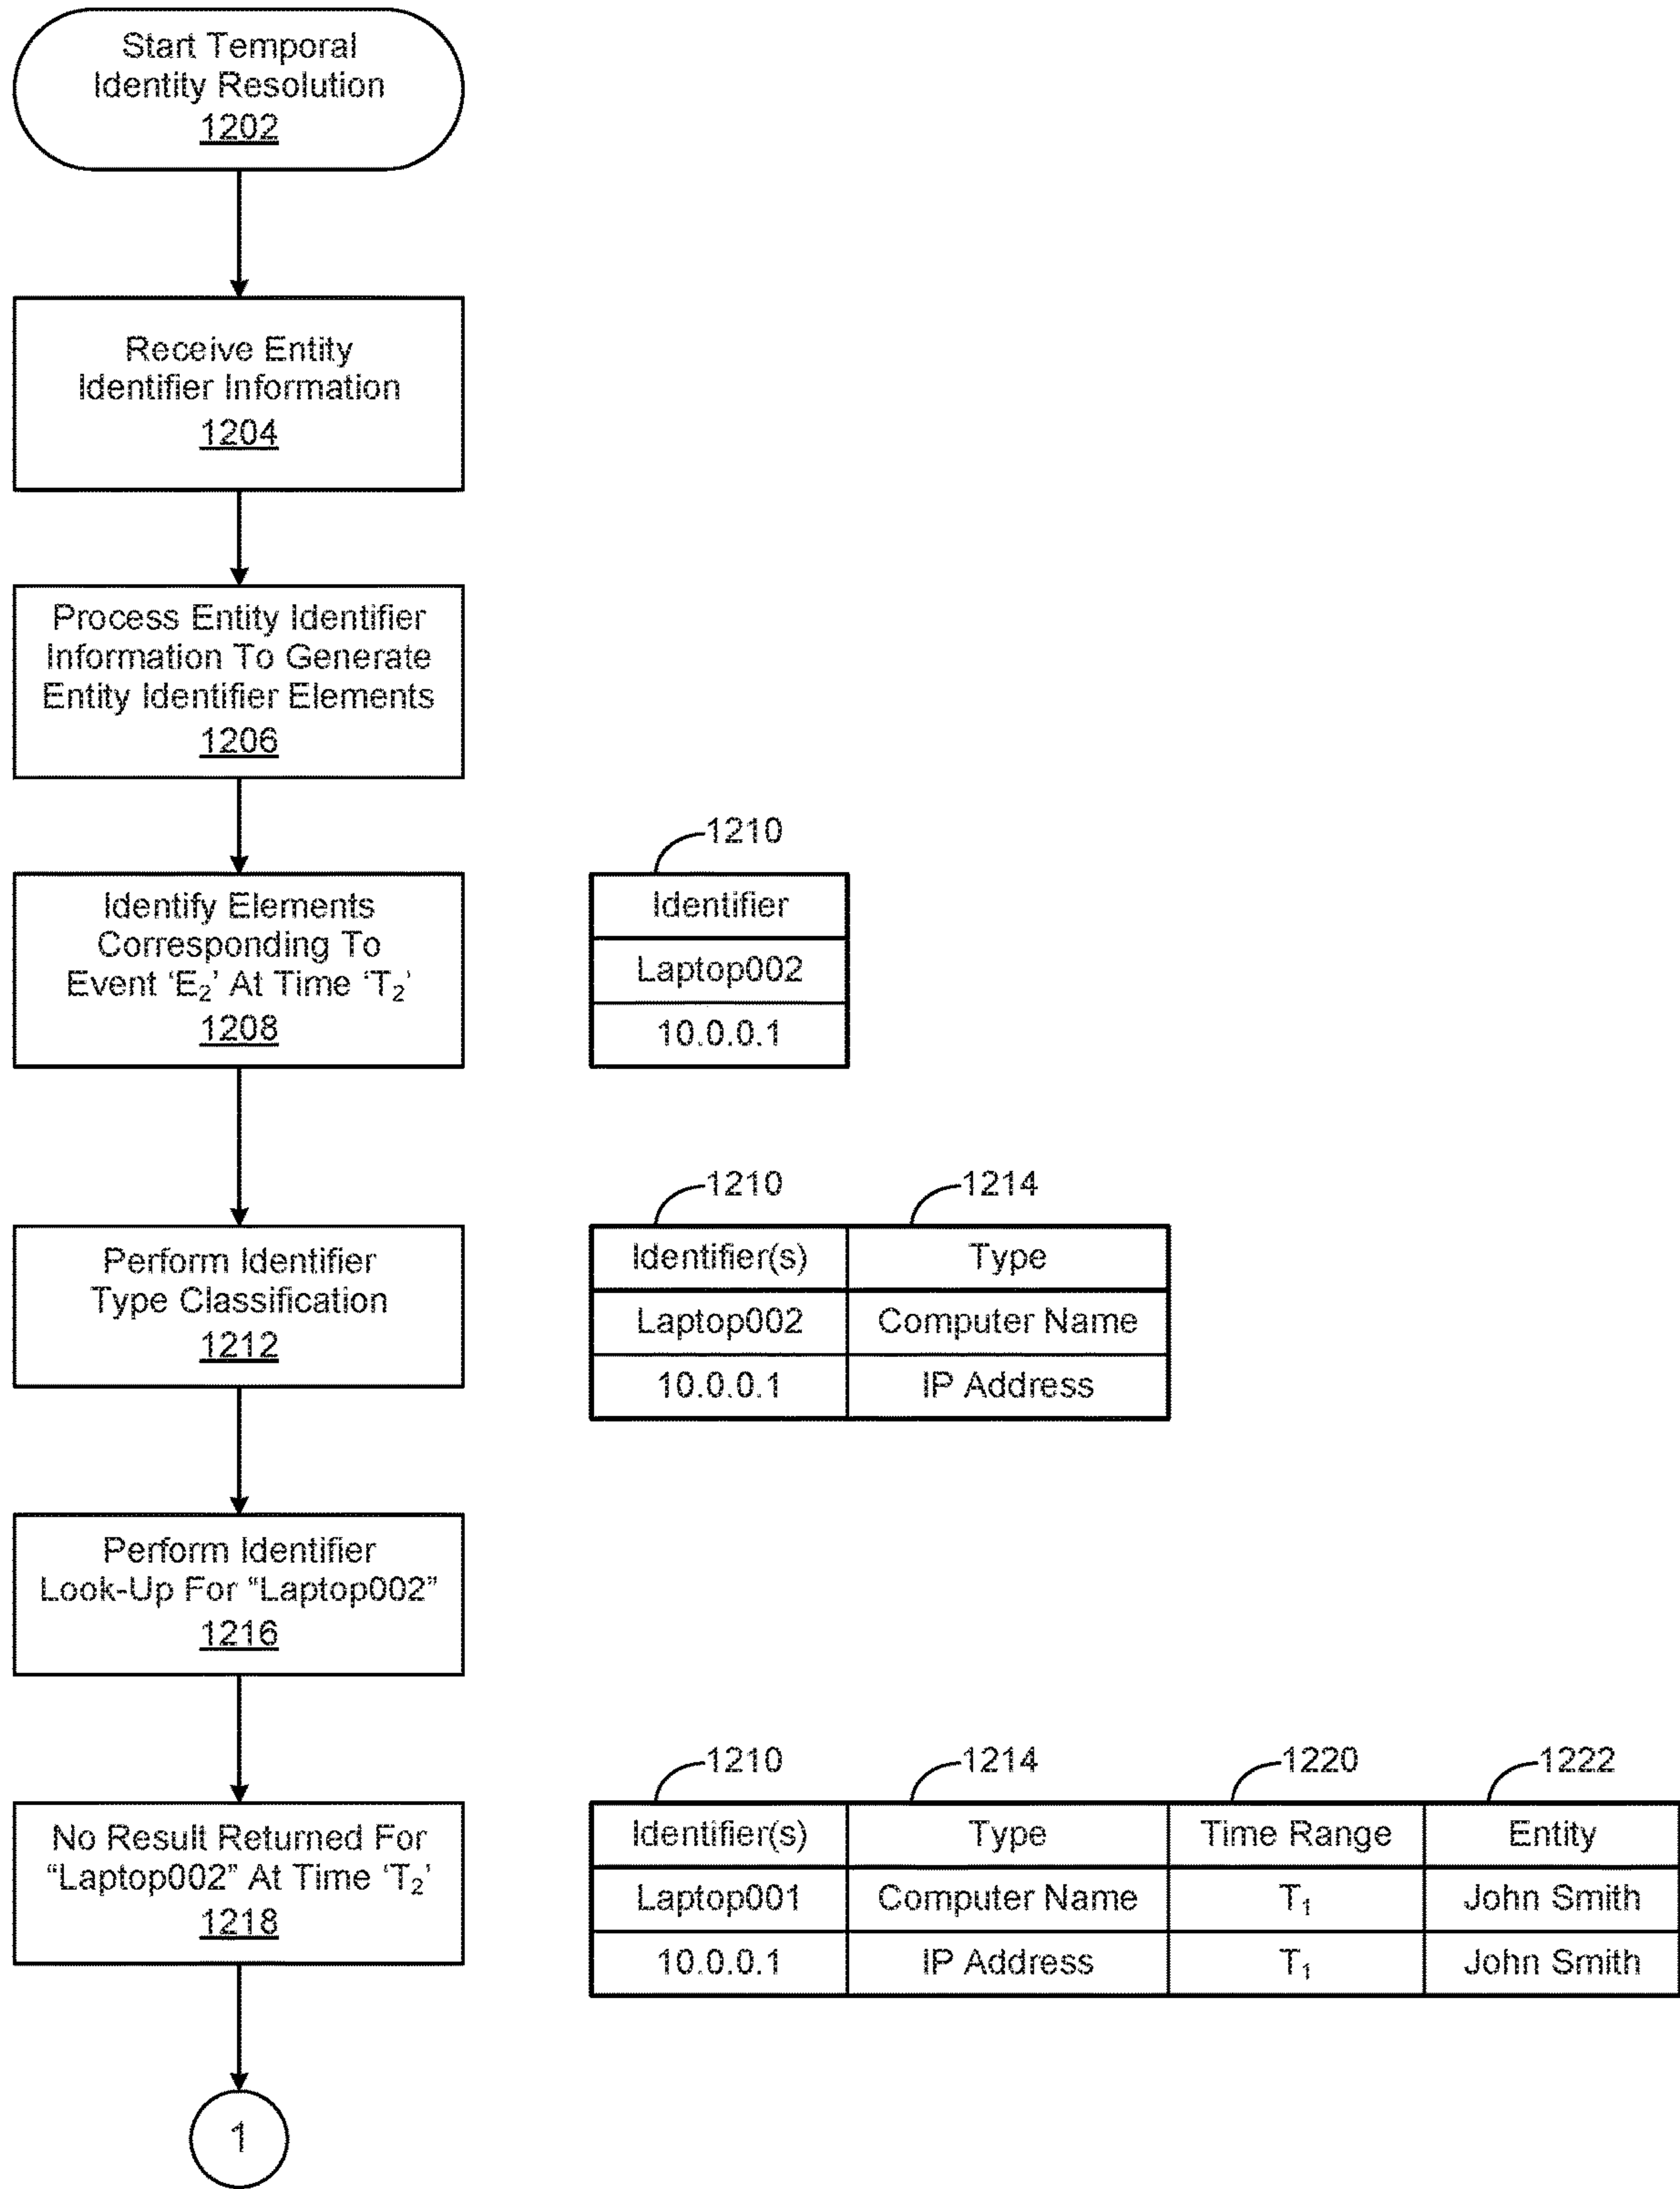 Start Temporal
Identity Resolution
1202
Receive Entity
Identifier Information
1204
Process Entity Identifier
Information To Generate
Entity Identifier Elements
1206
Identify Elements
Corresponding To
Event ‘E₂’ At Time ‘T₂’
1208
1210
Identifier
Laptop002
10.0.0.1
Perform Identifier
Type Classification
1212
1210 1214
Identifier(s) Type
Laptop002 Computer Name
10.0.0.1 IP Address
Perform Identifier
Look-Up For “Laptop002”
1216
No Result Returned For
“Laptop002” At Time ‘T₂’
1218
1210 1214 1220 1222
Identifier(s) Type Time Range Entity
Laptop001 Computer Name T₁ John Smith
10.0.0.1 IP Address T₁ John Smith
1